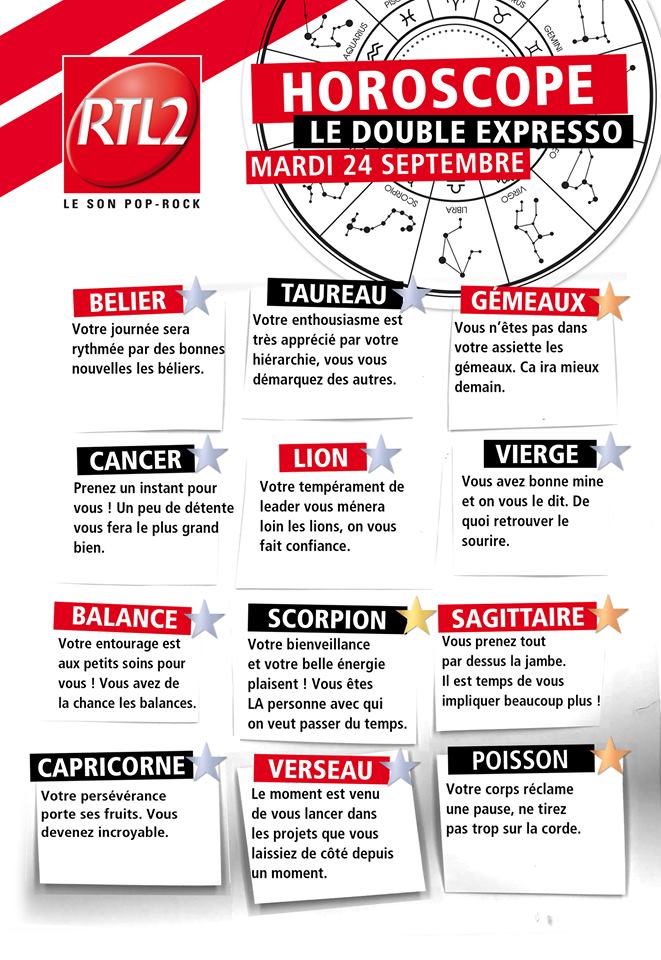 RTL2
LE SON POP-ROCK
AQUARIUS
GEMINI
SCORPIO
LIBRA
VIRGO
HOROSCOPE
LE DOUBLE EXPRESSO
MARDI 24 SEPTEMBRE
BELIER
Votre journée sera
rythmée par des bonnes
nouvelles les béliers.
TAUREAU
Votre enthousiasme est
très apprécié par votre
hiérarchie, vous vous
démarquez des autres.
GÉMEAUX
Vous n’êtes pas dans
votre assiette les
gémeaux. Ca ira mieux
demain.
CANCER
Prenez un instant pour
vous ! Un peu de détente
vous fera le plus grand
bien.
LION
Votre tempérament de
leader vous ménera
loin les lions, on vous
fait confiance.
VIERGE
Vous avez bonne mine
et on vous le dit. De
quoi retrouver le
sourire.
BALANCE
Votre entourage est
aux petits soins pour
vous ! Vous avez de
la chance les balances.
SCORPION
Votre bienveillance
et votre belle énergie
plaisent ! Vous êtes
LA personne avec qui
on veut passer du temps.
SAGITTAIRE
Vous prenez tout
par dessus la jambe.
Il est temps de vous
impliquer beaucoup plus !
CAPRICORNE
Votre persévérance
porte ses fruits. Vous
devenez incroyable.
VERSEAU
Le moment est venu
de vous lancer dans
les projets que vous
laissiez de côté depuis
un moment.
POISSON
Votre corps réclame
une pause, ne tirez
pas trop sur la corde.